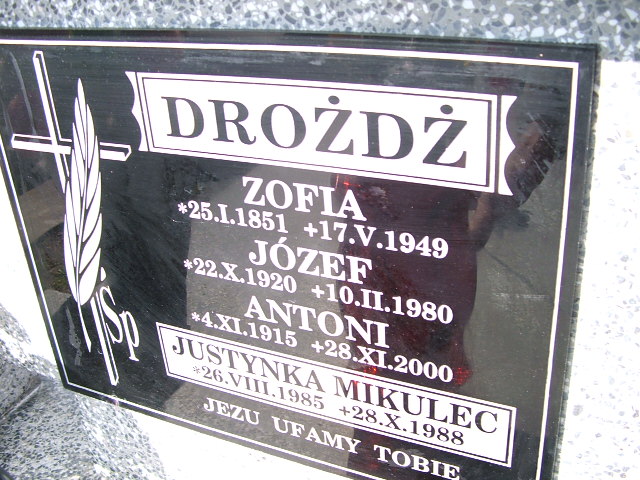 DROŻDŻ
ZOFIA
*25.I.1851 +17.V.1949
JÓZEF
*22.X.1920 +10.II.1980
ANTONI
*4.XI.1915 +28.XI.2000
JUSTYNKA MIKULEC
*26.VIII.1985 +28.X.1988
JEZU UFAMY TOBIE
Śp